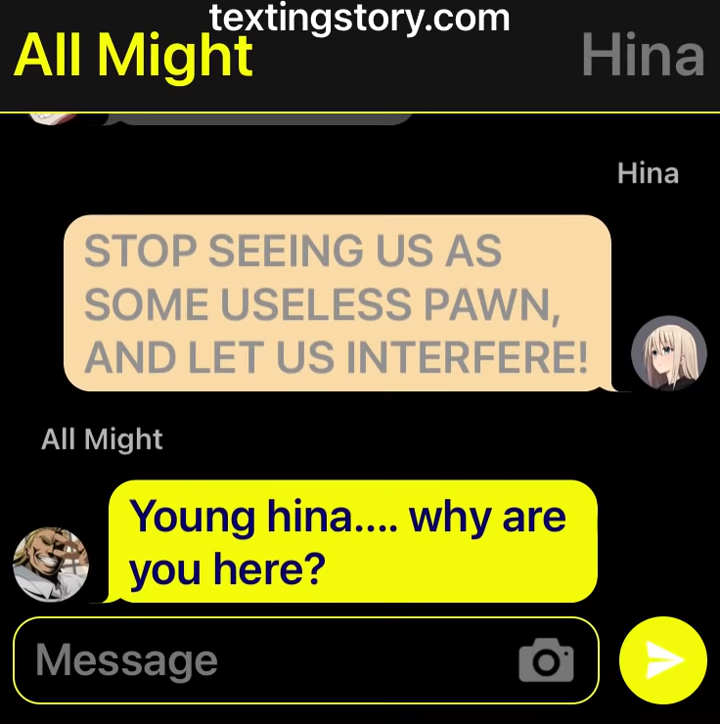 textingstory.com
All Might
Hina
Hina
STOP SEEING US AS
SOME USELESS PAWN,
AND LET US INTERFERE!
All Might
Young hina.... why are
you here?
Message